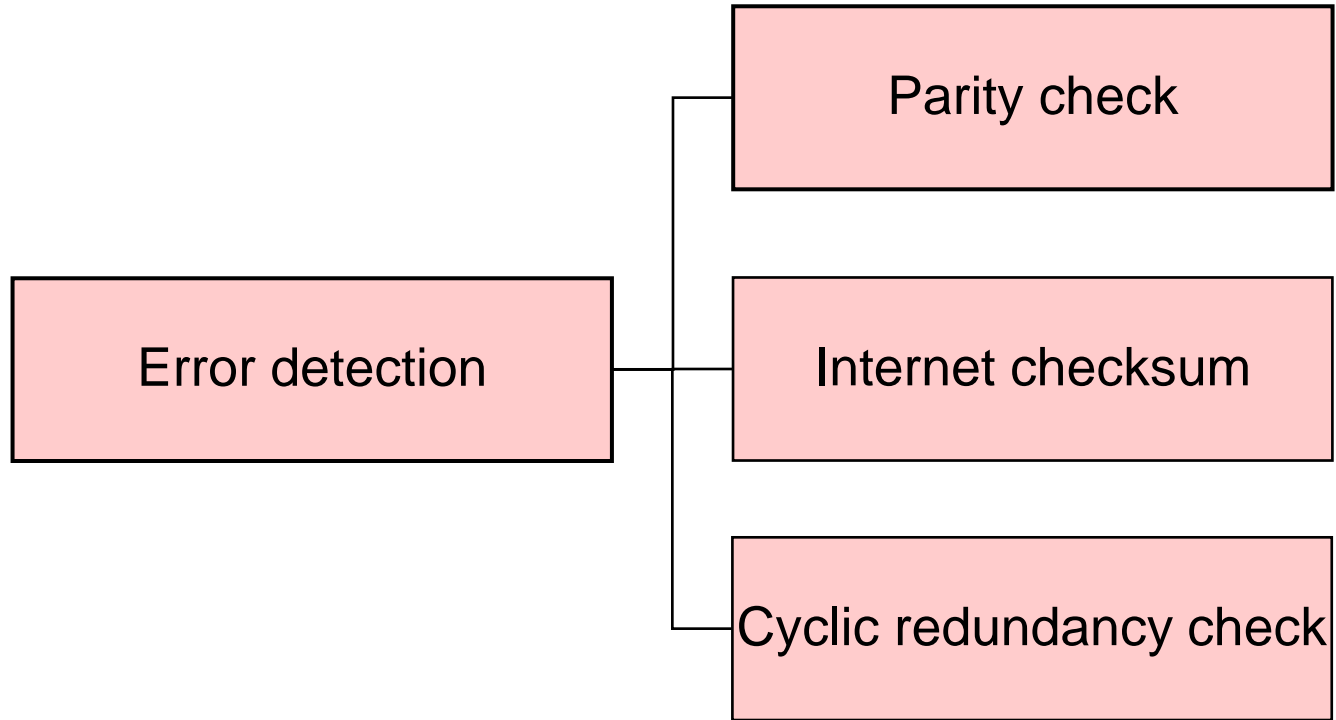 Parity check
Error detection
Internet checksum
Cyclic redundancy check